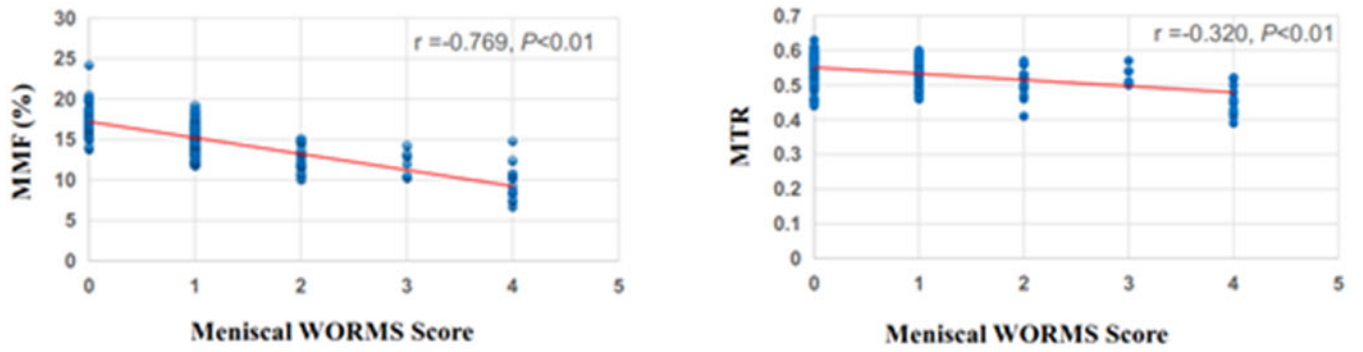 30
25
20
15
10
5
0
MMF (%)
r =-0.769, P<0.01
0 1 2 3 4 5
Meniscal WORMS Score
0.7
0.6
0.5
0.4
0.3
0.2
0.1
0
MTR
r =-0.320, P<0.01
0 1 2 3 4 5
Meniscal WORMS Score